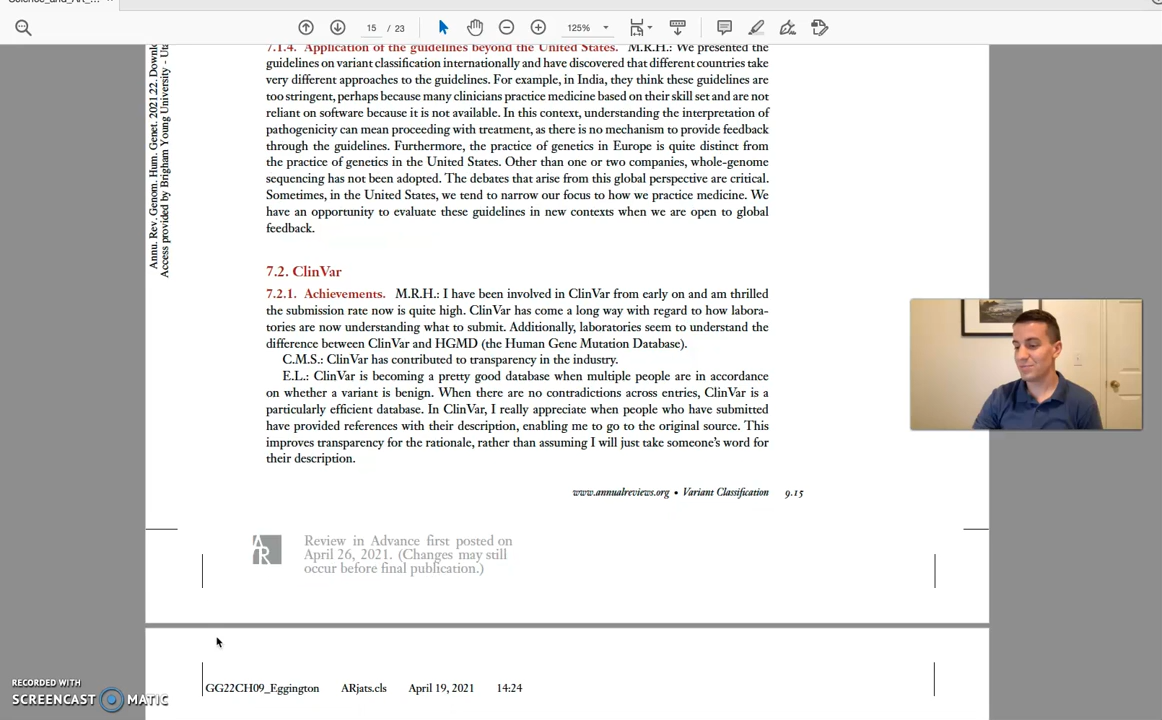 Science_and_Art_...
15 / 23
125%
7.1.4. Application of the guidelines beyond the United States. M.R.H.: We presented the
guidelines on variant classification internationally and have discovered that different countries take
very different approaches to the guidelines. For example, in India, they think these guidelines are
too stringent, perhaps because many clinicians practice medicine based on their skill set and are not
reliant on software because it is not available. In this context, understanding the interpretation of
pathogenicity can mean proceeding with treatment, as there is no mechanism to provide feedback
through the guidelines. Furthermore, the practice of genetics in Europe is quite distinct from
the practice of genetics in the United States. Other than one or two companies, whole-genome
sequencing has not been adopted. The debates that arise from this global perspective are critical.
Sometimes, in the United States, we tend to narrow our focus to how we practice medicine. We
have an opportunity to evaluate these guidelines in new contexts when we are open to global
feedback.
Annu. Rev. Genom. Hum. Genet. 2021.22. Downlo
Access provided by Brigham Young University - Uta
7.2. ClinVar
7.2.1. Achievements. M.R.H.: I have been involved in ClinVar from early on and am thrilled
the submission rate now is quite high. ClinVar has come a long way with regard to how labora-
tories are now understanding what to submit. Additionally, laboratories seem to understand the
difference between ClinVar and HGMD (the Human Gene Mutation Database).
C.M.S.: ClinVar has contributed to transparency in the industry.
E.L.: ClinVar is becoming a pretty good database when multiple people are in accordance
on whether a variant is benign. When there are no contradictions across entries, ClinVar is a
particularly efficient database. In ClinVar, I really appreciate when people who have submitted
have provided references with their description, enabling me to go to the original source. This
improves transparency for the rationale, rather than assuming I will just take someone's word for
their description.
www.annualreviews.org • Variant Classification 9.15
AR
Review in Advance first posted on
April 26, 2021. (Changes may still
occur before final publication.)
GG22CH09_Eggington ARjats.cls April 19, 2021 14:24
RECORDED WITH
SCREENCAST MATIC